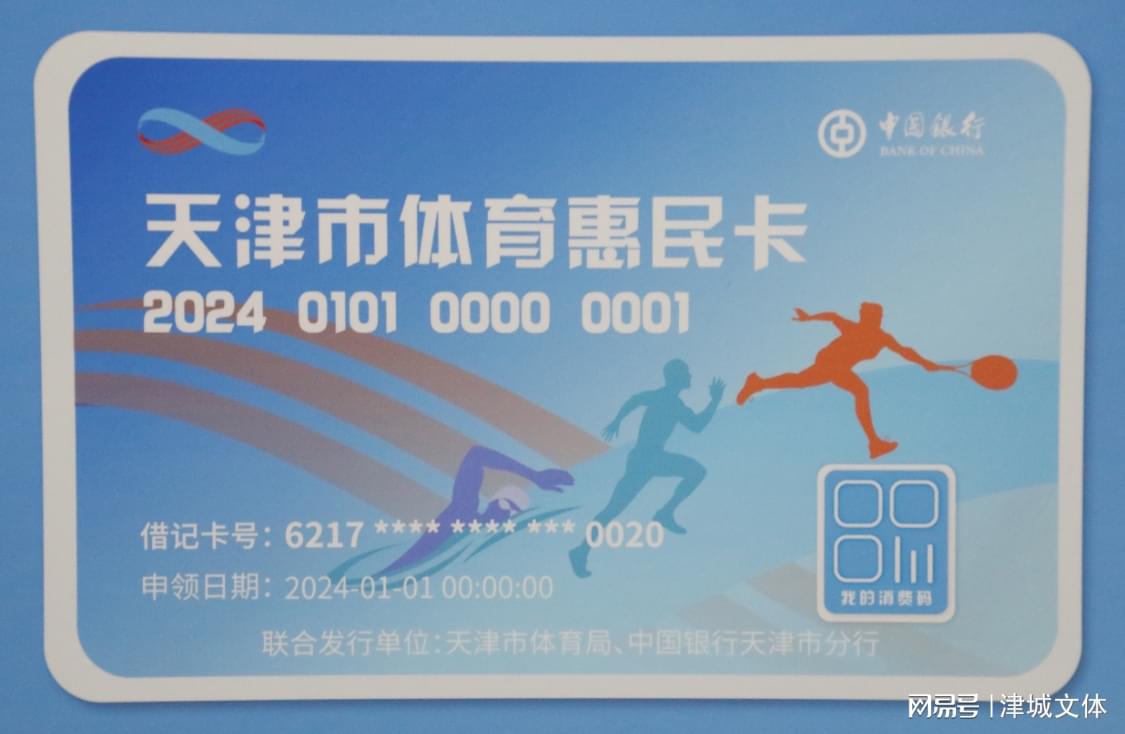 中国银行
BANK OF CHINA
天津市体育惠民卡
2024 0101 0000 0001
借记卡号：6217 **** **** *** 0020
申领日期：2024-01-01 00:00:00
我的消费码
联合发行单位:天津市体育局、中国银行天津市分行
网易号 | 津城文体